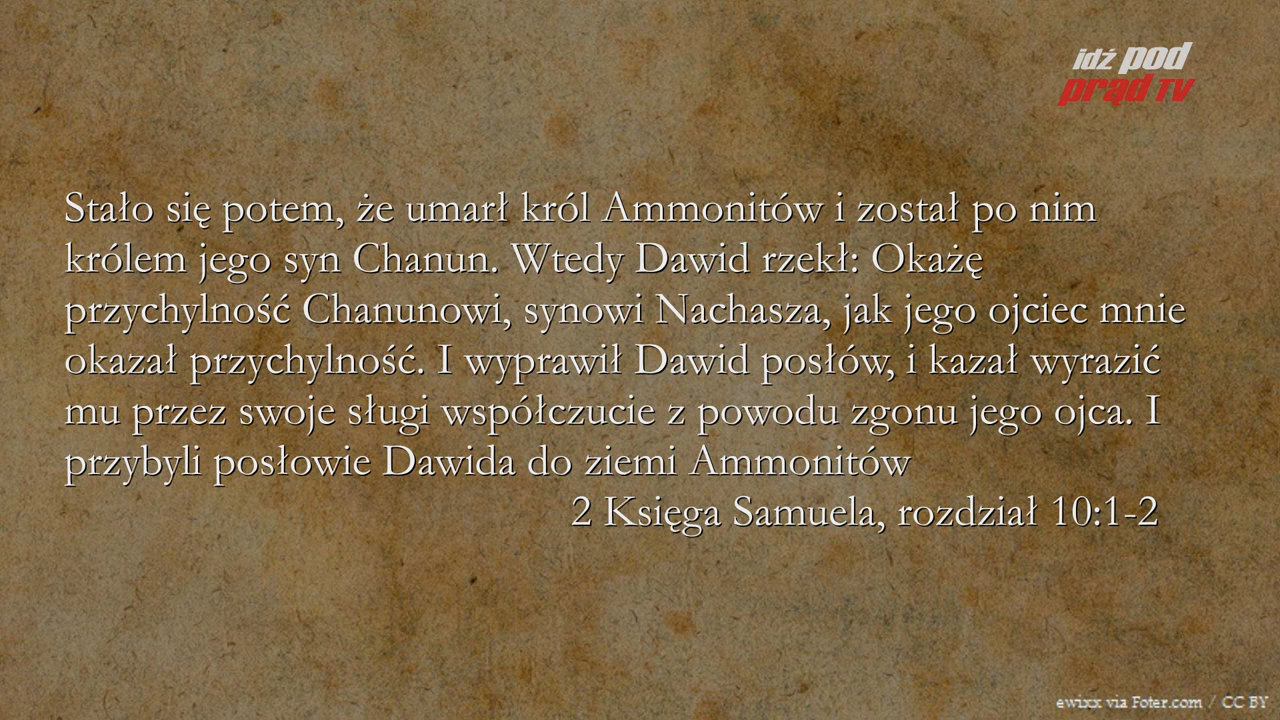 idź pod
prąd TV
Stało się potem, że umarł król Ammonitów i został po nim
królem jego syn Chanun. Wtedy Dawid rzekł: Okażę
przychylność Chanunowi, synowi Nachasza, jak jego ojciec mnie
okazał przychylność. I wyprawił Dawid posłów, i kazał wyrazić
mu przez swoje sługi współczucie z powodu zgonu jego ojca. I
przybyli posłowie Dawida do ziemi Ammonitów
2 Księga Samuela, rozdział 10:1-2
ewixx via Foter.com / CC BY